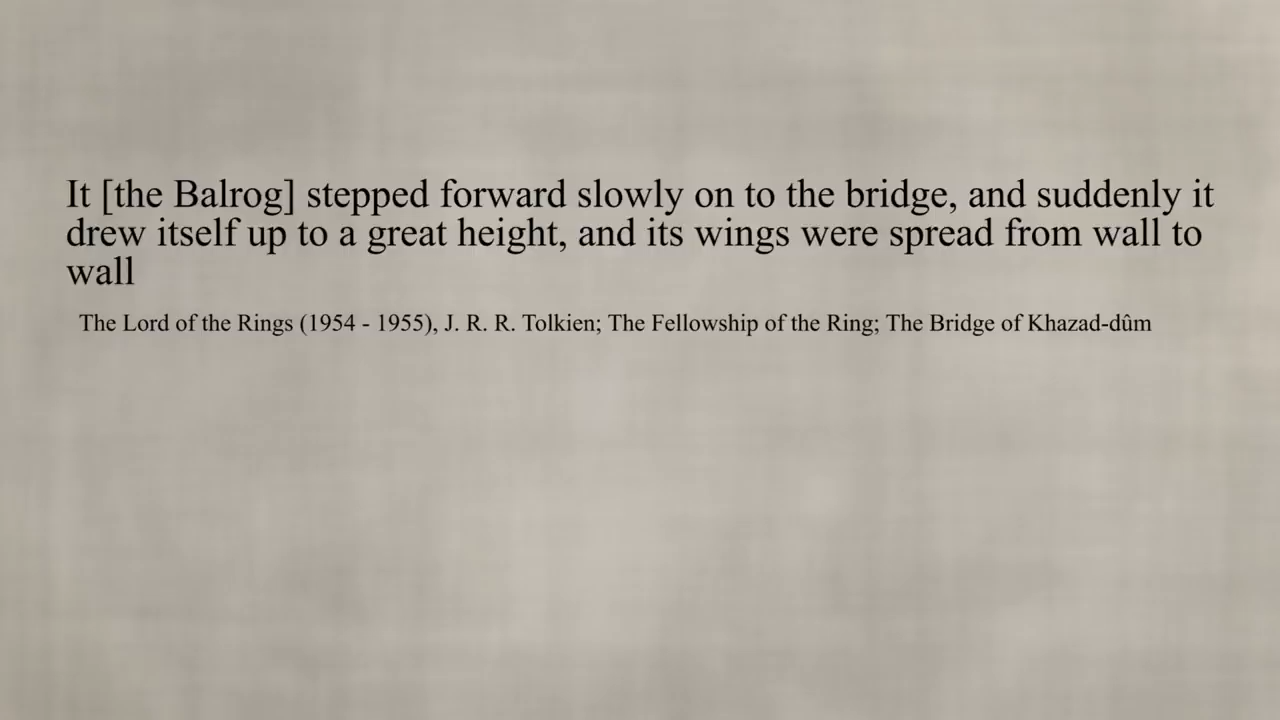 It [the Balrog] stepped forward slowly on to the bridge, and suddenly it
drew itself up to a great height, and its wings were spread from wall to
wall
The Lord of the Rings (1954 - 1955), J. R. R. Tolkien; The Fellowship of the Ring; The Bridge of Khazad-dûm